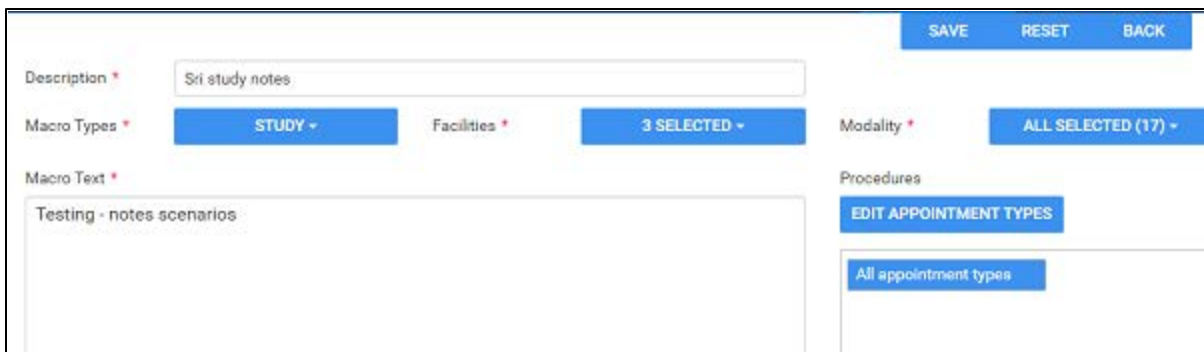 SAVE RESET BACK
Description * Sri study notes
Macro Types * STUDY Facilities * 3 SELECTED Modality * ALL SELECTED (17)
Macro Text * Procedures
Testing - notes scenarios
EDIT APPOINTMENT TYPES
All appointment types